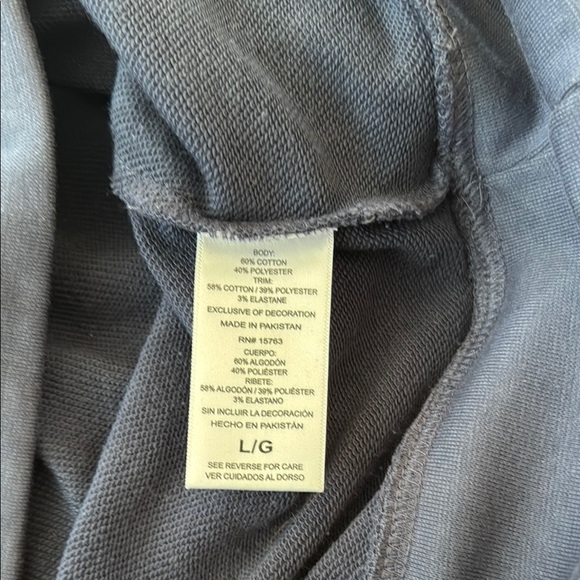 BODY:
60% COTTON
40% POLYESTER
TRIM:
58% COTTON / 39% POLYESTER
3% ELASTANE
EXCLUSIVE OF DECORATION
MADE IN PAKISTAN
RN# 15763
CUERPO:
60% ALGODÓN
40% POLIÉSTER
RIBETE:
58% ALGODÓN / 39% POLIÉSTER
3% ELASTANO
SIN INCLUIR LA DECORACIÓN
HECHO EN PAKISTÁN
L/G
SEE REVERSE FOR CARE
VER CUIDADOS AL DORSO